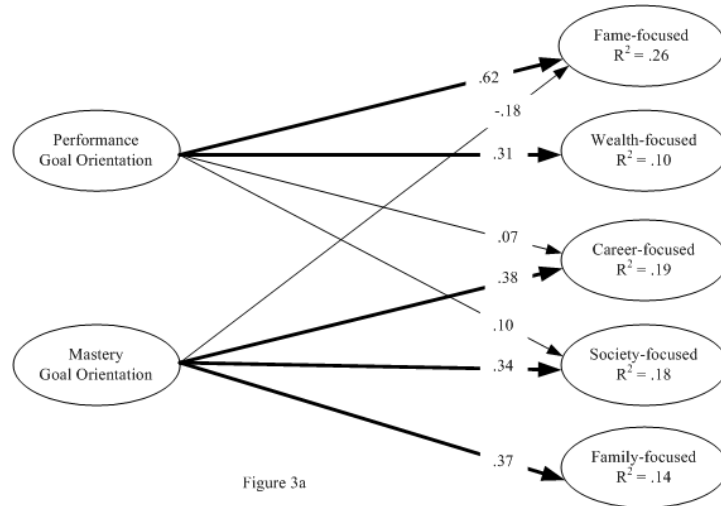 Fame-focused
R² = .26
.62
-.18
Performance
Goal Orientation
Wealth-focused
R² = .10
.31
.07
Career-focused
R² = .19
.38
.10
Mastery
Goal Orientation
Society-focused
R² = .18
.34
.37
Family-focused
R² = .14
Figure 3a